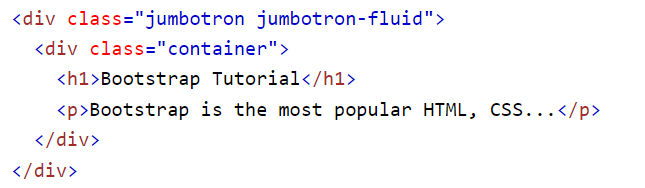 <div class="jumbotron jumbotron-fluid">
  <div class="container">
    <h1>Bootstrap Tutorial</h1>
    <p>Bootstrap is the most popular HTML, CSS...</p>
  </div>
</div>